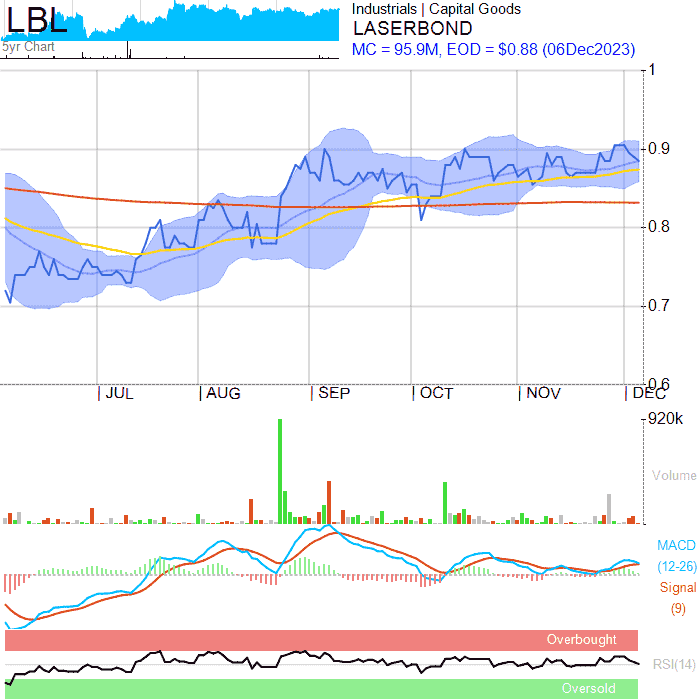 LBL
5yr Chart
Industrials | Capital Goods
LASERBOND
MC = 95.9M, EOD = $0.88 (06Dec2023)
1
0.9
0.8
0.7
0.6
JUL
AUG
SEP
OCT
NOV
DEC
920k
Volume
MACD
(12-26)
Signal
(9)
Overbought
RSI(14)
Oversold